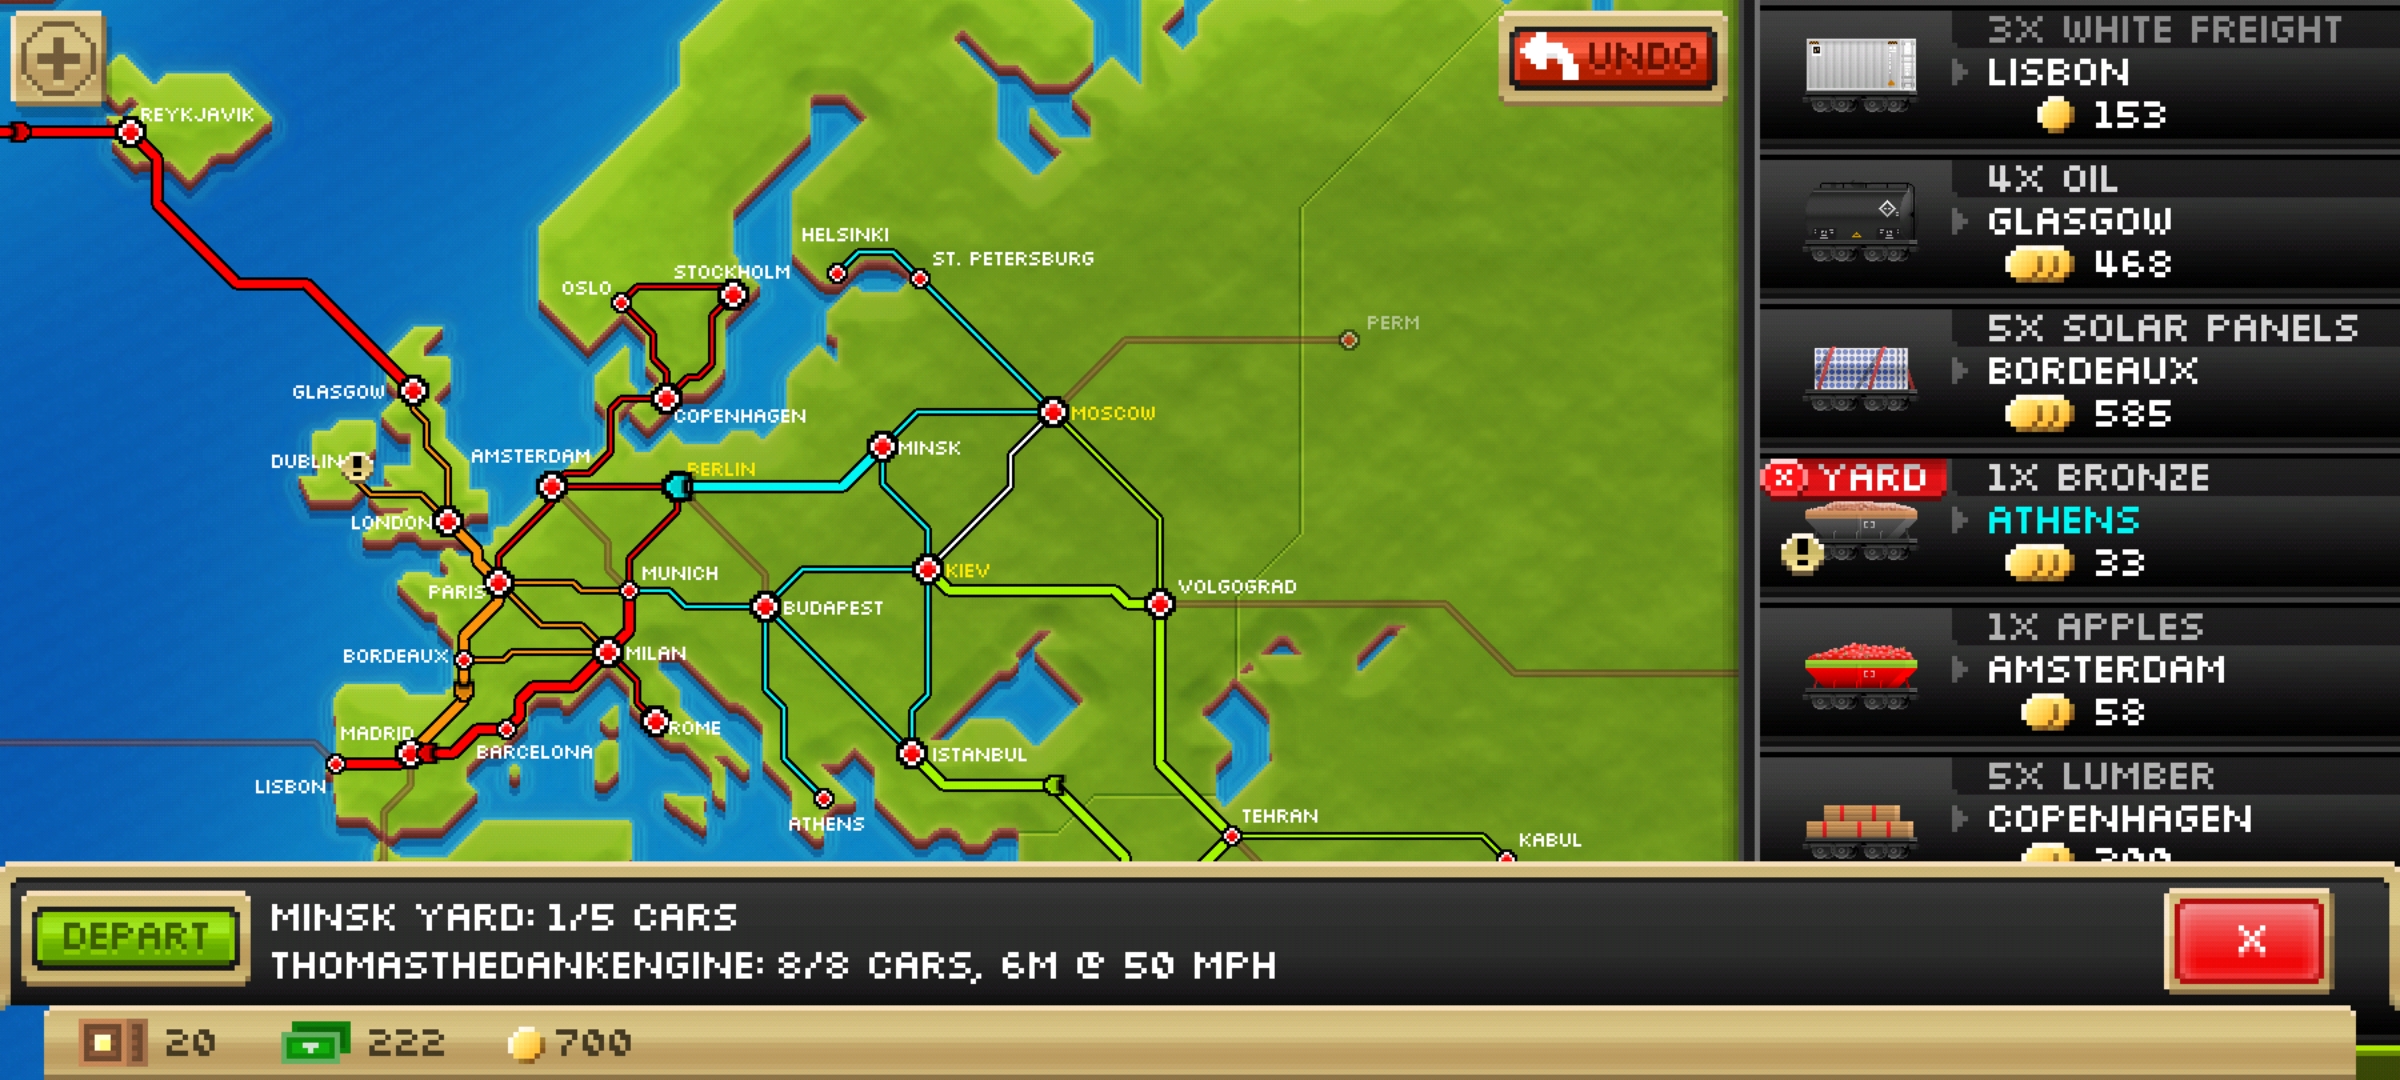 REYKJAVIK
UNDO
HELSINKI
ST. PETERSBURG
STOCKHOLM
OSLO
PERM
GLASGOW
COPENHAGEN
MOSCOW
MINSK
AMSTERDAM
BERLIN
DUBLIN
!
LONDON
MUNICH
KIEV
PARIS
VOLGOGRAD
BUDAPEST
BORDEAUX
MILAN
MADRID
ROME
BARCELONA
ISTANBUL
LISBON
TEHRAN
ATHENS
KABUL
3X WHITE FREIGHT
LISBON
153
4X OIL
GLASGOW
468
5X SOLAR PANELS
BORDEAUX
585
X YARD
1X BRONZE
ATHENS
!
33
1X APPLES
AMSTERDAM
58
5X LUMBER
COPENHAGEN
DEPART
MINSK YARD: 1/5 CARS
THOMASTHEDANKENGINE: 8/8 CARS, 6M @ 50 MPH
X
20
222
700